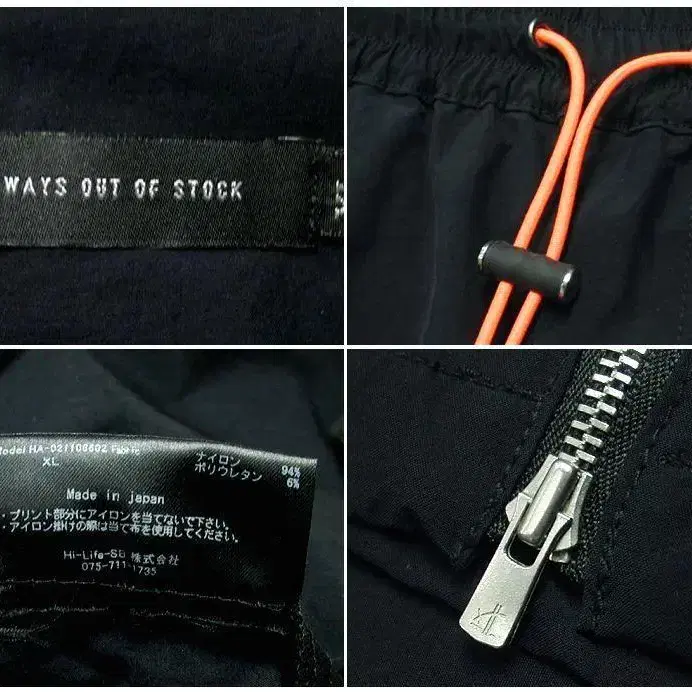 WAYS OUT OF STOCK
Model HA-021100602 Fabric
XL
ナイロン 94%
ポリウレタン 6%
Made in japan
・プリント部分にアイロンを当てないで下さい。
・アイロン掛けの際は当て布を使用してください。
Hi-Life-SB 株式会社
075-711-1735